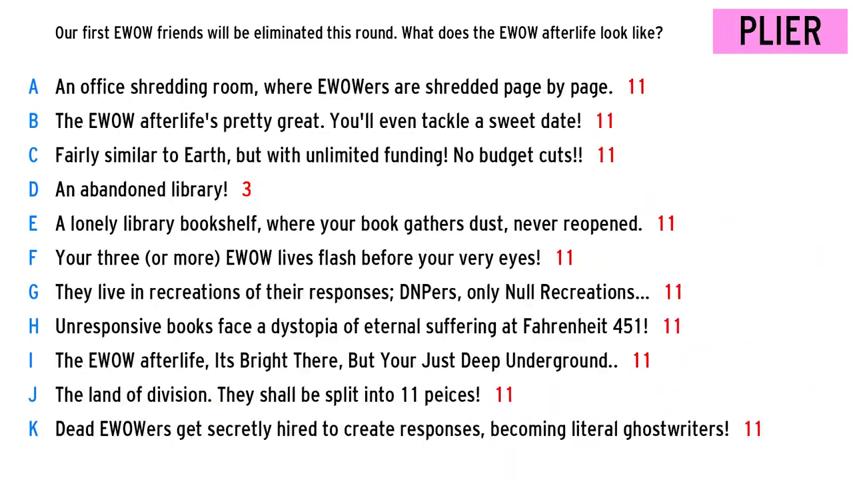 Our first EWOW friends will be eliminated this round. What does the EWOW afterlife look like?
PLIER
A An office shredding room, where EWOWers are shredded page by page. 11
B The EWOW afterlife's pretty great. You'll even tackle a sweet date! 11
C Fairly similar to Earth, but with unlimited funding! No budget cuts!! 11
D An abandoned library! 3
E A lonely library bookshelf, where your book gathers dust, never reopened. 11
F Your three (or more) EWOW lives flash before your very eyes! 11
G They live in recreations of their responses; DNPers, only Null Recreations... 11
H Unresponsive books face a dystopia of eternal suffering at Fahrenheit 451! 11
I The EWOW afterlife, Its Bright There, But Your Just Deep Underground.. 11
J The land of division. They shall be split into 11 peices! 11
K Dead EWOWers get secretly hired to create responses, becoming literal ghostwriters! 11